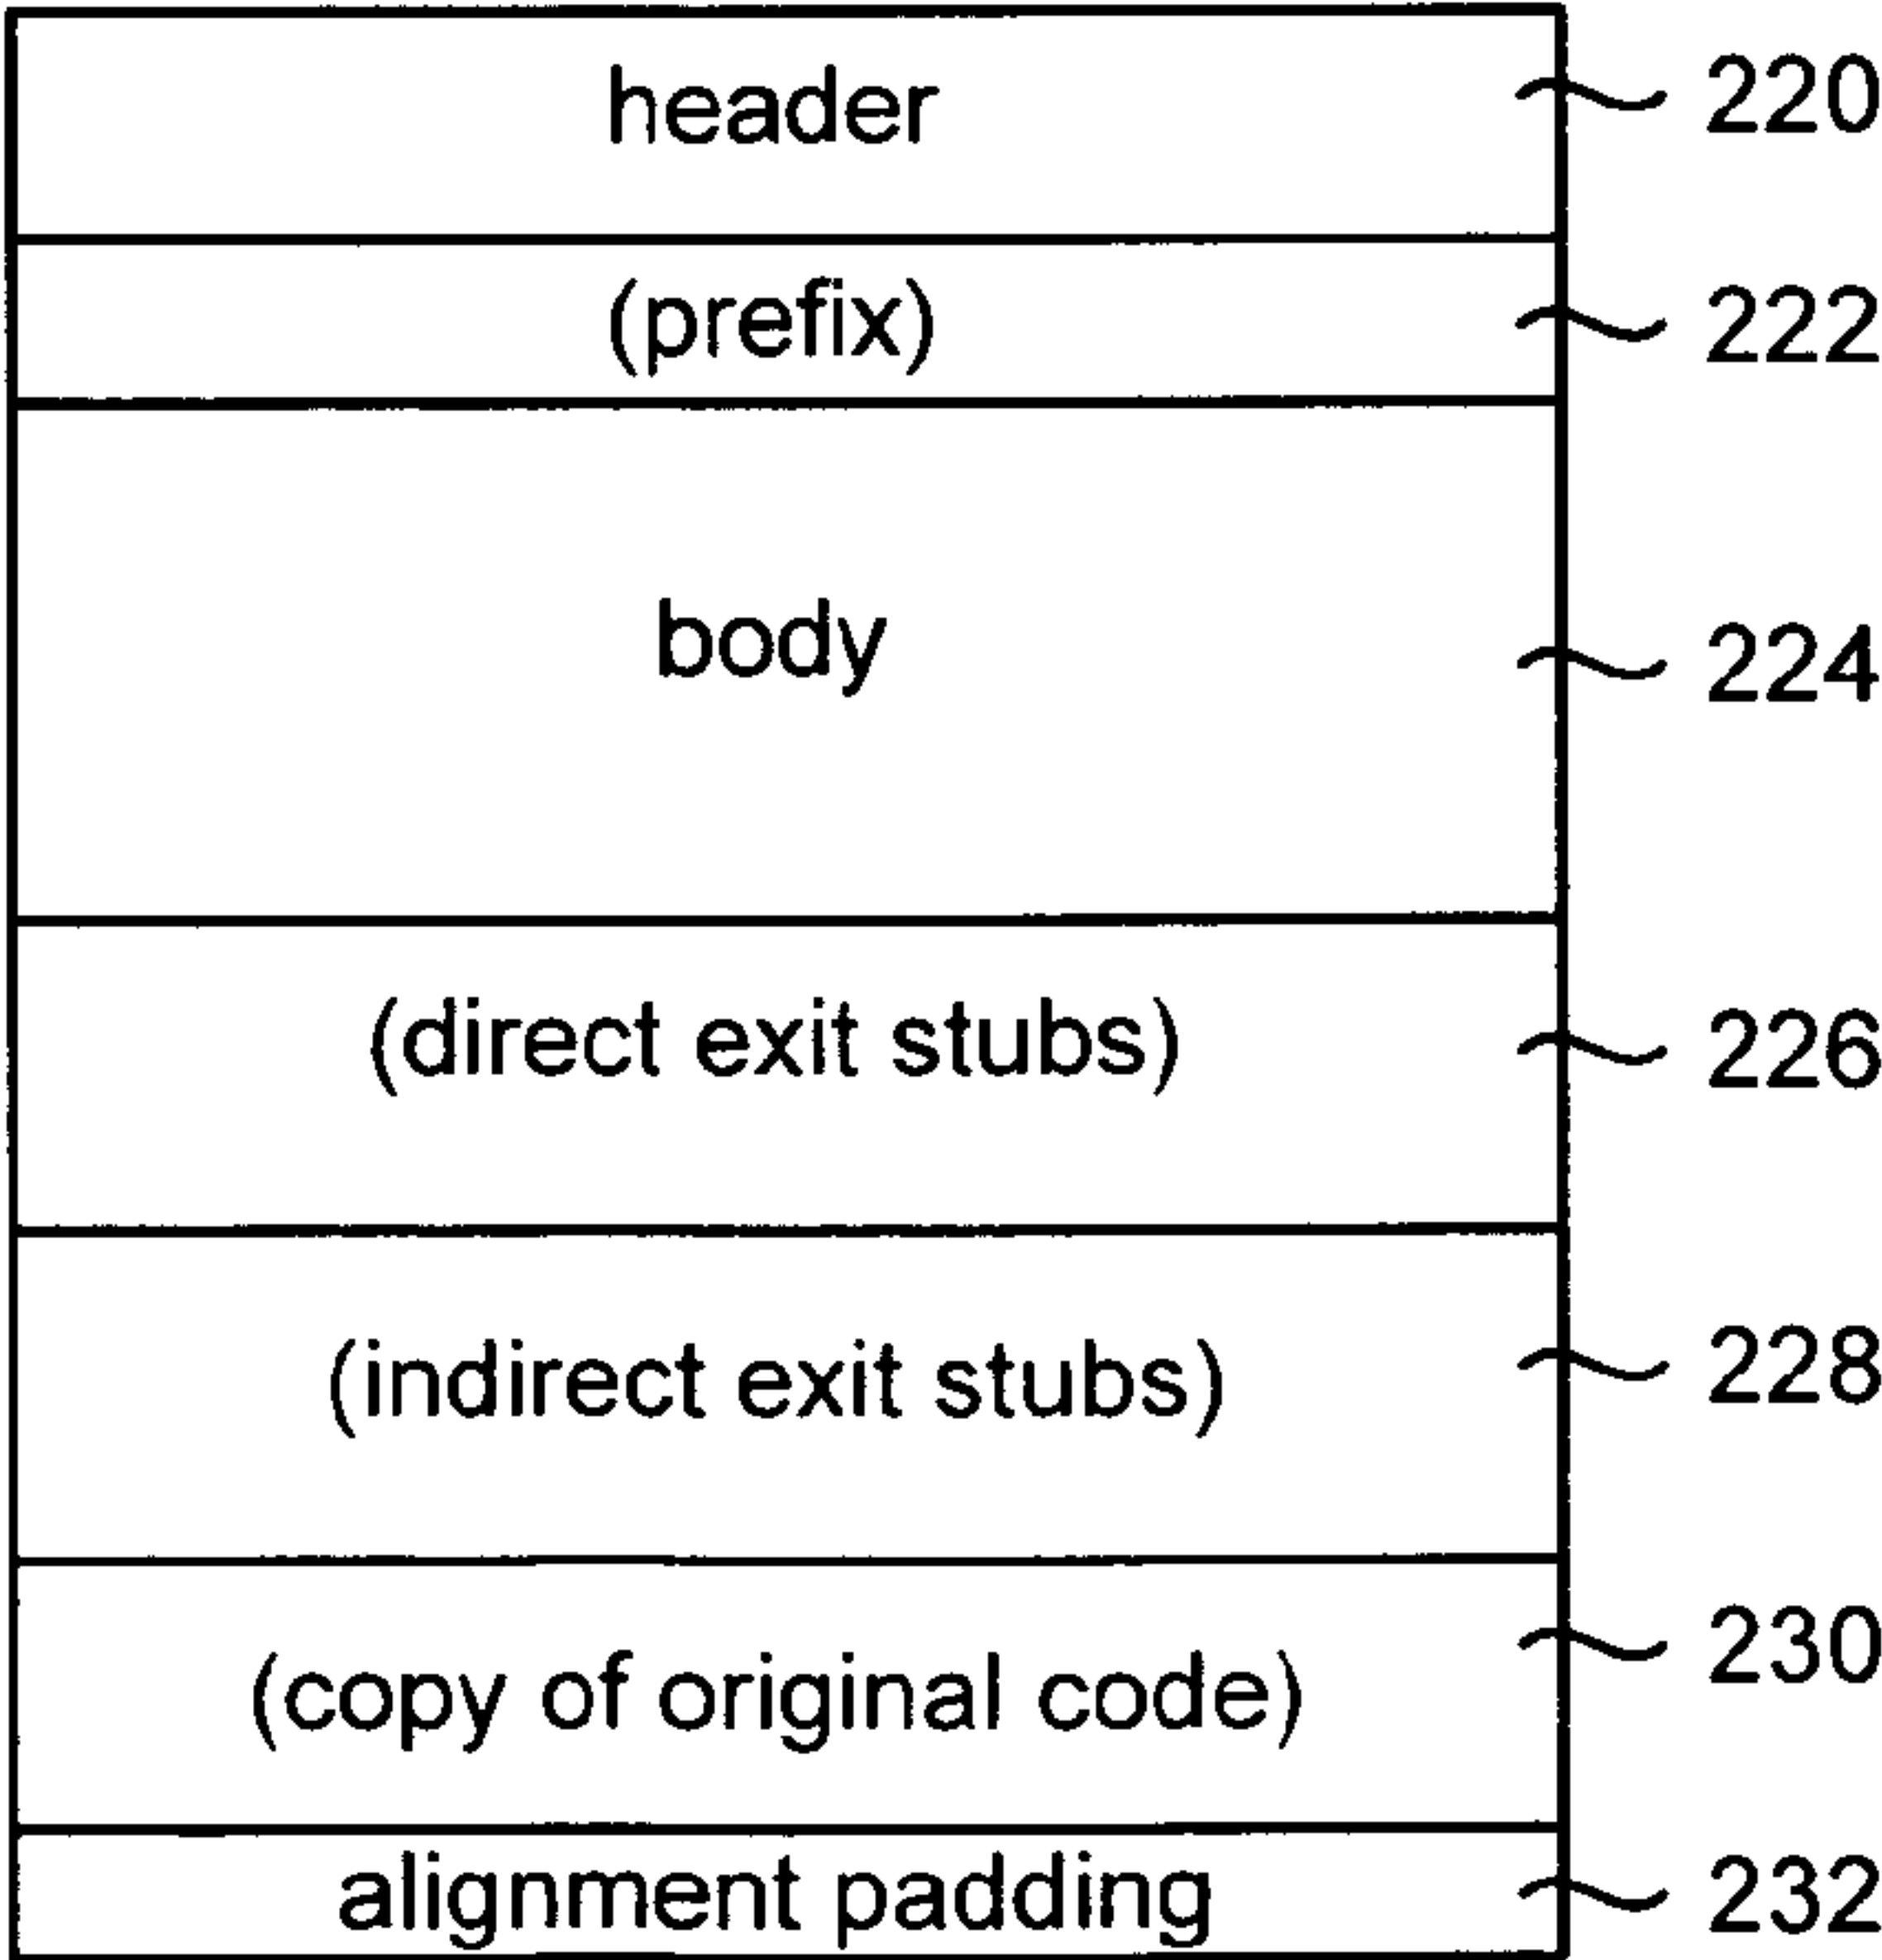 header 220
(prefix) 222
body 224
(direct exit stubs) 226
(indirect exit stubs) 228
(copy of original code) 230
alignment padding 232